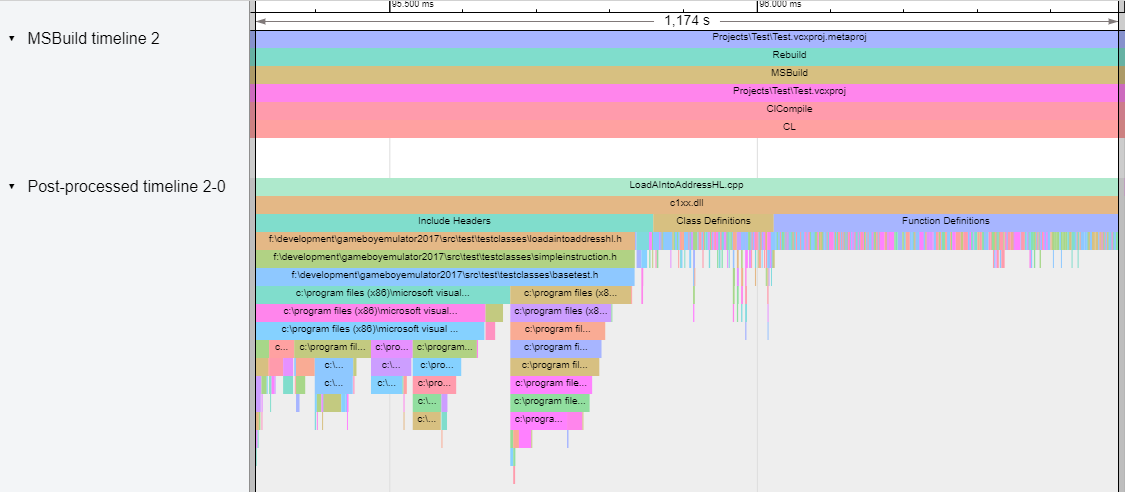 95.500 ms
96.000 ms
1,174 s
MSBuild timeline 2
Projects\Test\Test.vcxproj.metaproj
Rebuild
MSBuild
Projects\Test\Test.vcxproj
ClCompile
CL
Post-processed timeline 2-0
LoadAIntoAddressHL.cpp
c1xx.dll
Include Headers Class Definitions Function Definitions
f:\development\gameboyemulator2017\src\test\testclasses\loadaintoaddresshl.h
f:\development\gameboyemulator2017\src\test\testclasses\simpleinstruction.h
f:\development\gameboyemulator2017\src\test\testclasses\basetest.h
c:\program files (x86)\microsoft visual... c:\program files (x8...
c:\program files (x86)\microsoft visual... c:\program files (x8...
c:\program files (x86)\microsoft visual ... c:\program fil...
c... c:\program fil... c:\pro... c:\program... c:\program fi...
c:\... c:\... c:\pro... c:\program fil...
c:\... c:\... c:\pro... c:\program file...
c:\... c:\program file...
c:\... c:\progra...